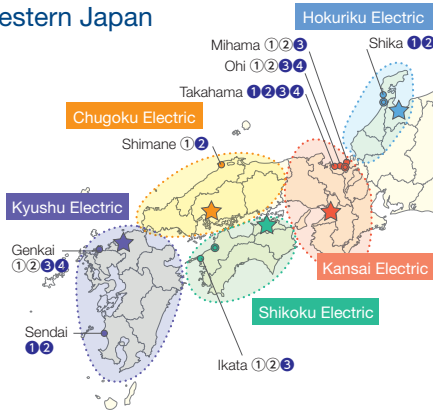 estern Japan
Hokuriku Electric
Mihama ①②❸
Shika ❶❷
Ohi ①②❸❹
Takahama ❶❷❸❹
Chugoku Electric
Shimane ①❷
Kyushu Electric
Genkai
①②❸❹
Kansai Electric
Shikoku Electric
Sendai
❶❷
Ikata ①②❸